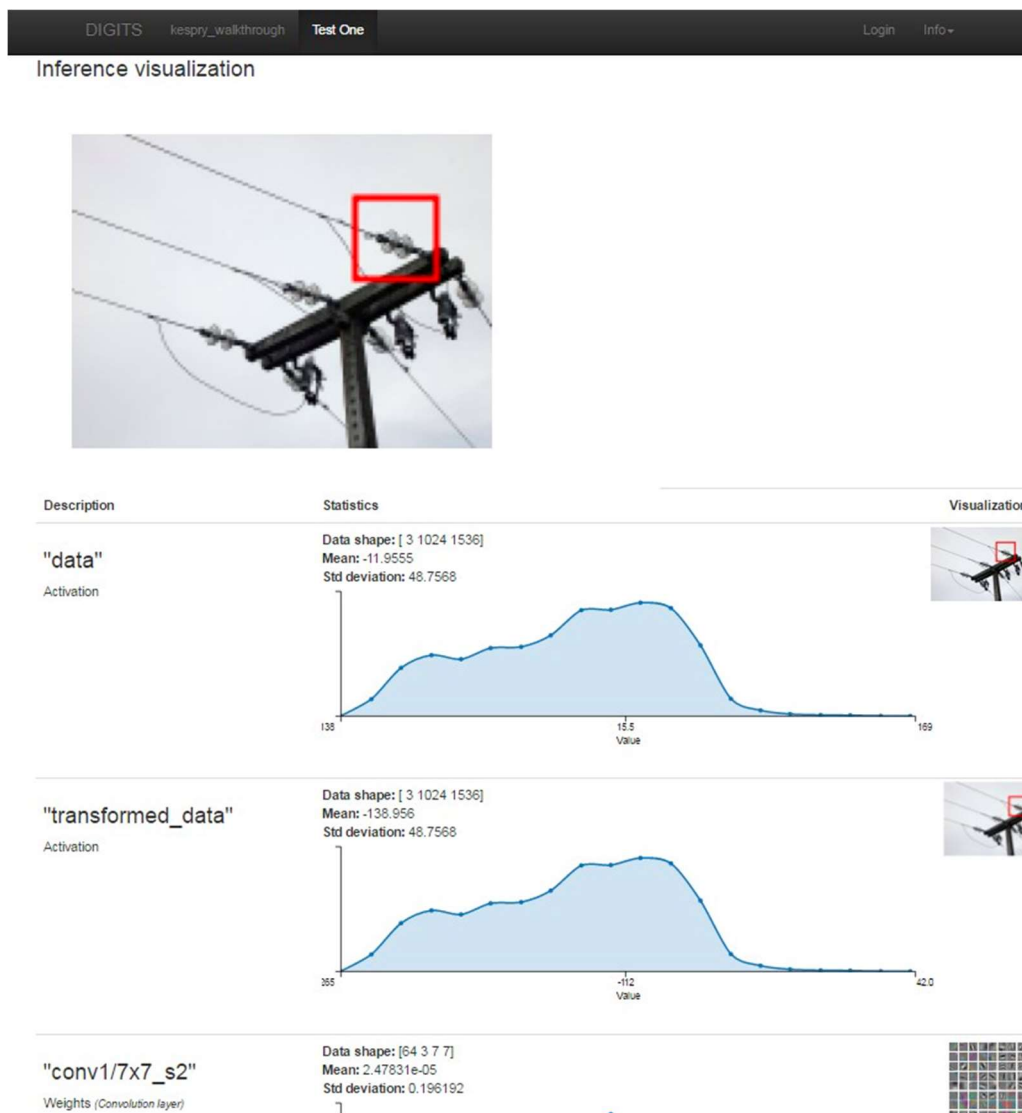 DIGITS kespry_walkthrough Test One Login Info
Inference visualization
Description Statistics Visualization
"data"
Activation
Data shape: [ 3 1024 1536]
Mean: -11.9555
Std deviation: 48.7568
138 15.5 169
Value
"transformed_data"
Activation
Data shape: [ 3 1024 1536]
Mean: -138.956
Std deviation: 48.7568
265 -112 42.0
Value
"conv1/7x7_s2"
Weights (Convolution layer)
Data shape: [64 3 7 7]
Mean: 2.47831e-05
Std deviation: 0.196192